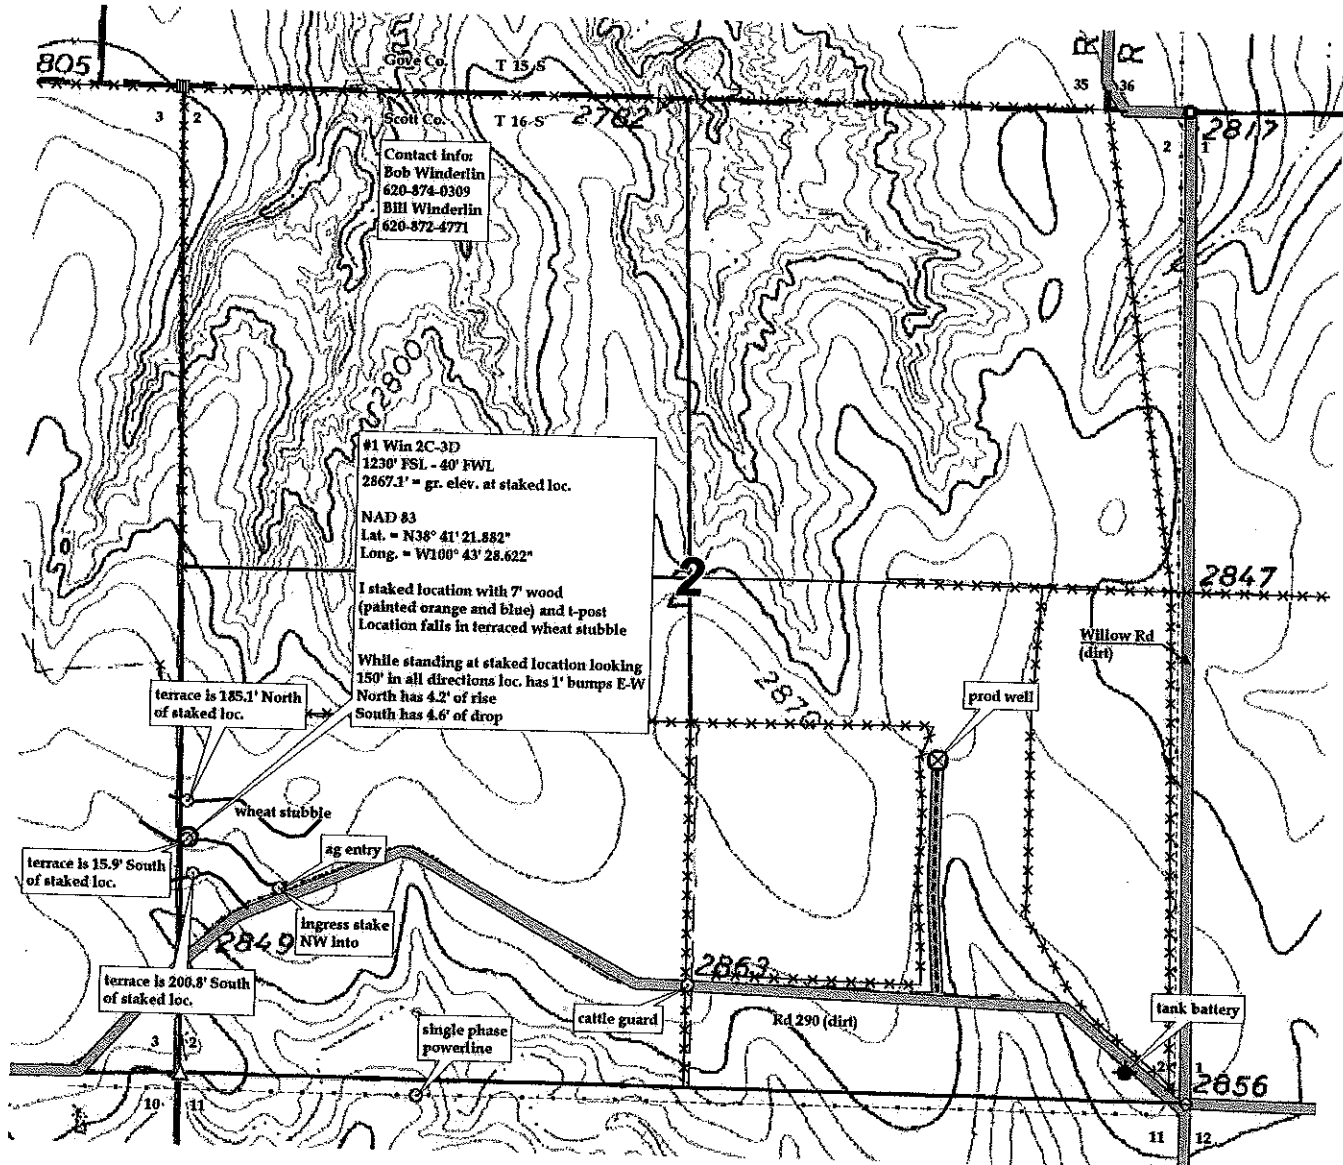 805
Gove Co.
T 15 S
R
R
35
36
3
2
Scott Co.
T 16 S
2782
2817
2
1
Contact info:
Bob Winderlin
620-874-0309
Bill Winderlin
620-872-4771
2800
#1 Win 2C-3D
1230' FSL - 40' FWL
2867.1' = gr. elev. at staked loc.
NAD 83
Lat. = N38° 41' 21.882"
Long. = W100° 43' 28.622"
I staked location with 7' wood
(painted orange and blue) and t-post
Location falls in terraced wheat stubble
While standing at staked location looking
150' in all directions loc. has 1' bumps E-W
North has 4.2' of rise
South has 4.6' of drop
0
2
2847
Willow Rd
(dirt)
terrace is 185.1' North
of staked loc.
prod well
wheat stubble
ag entry
terrace is 15.9' South
of staked loc.
ingress stake
NW into
2849
2863
terrace is 200.8' South
of staked loc.
cattle guard
Rd 290 (dirt)
tank battery
single phase
powerline
3
2
2
1
2856
10
11
11
12